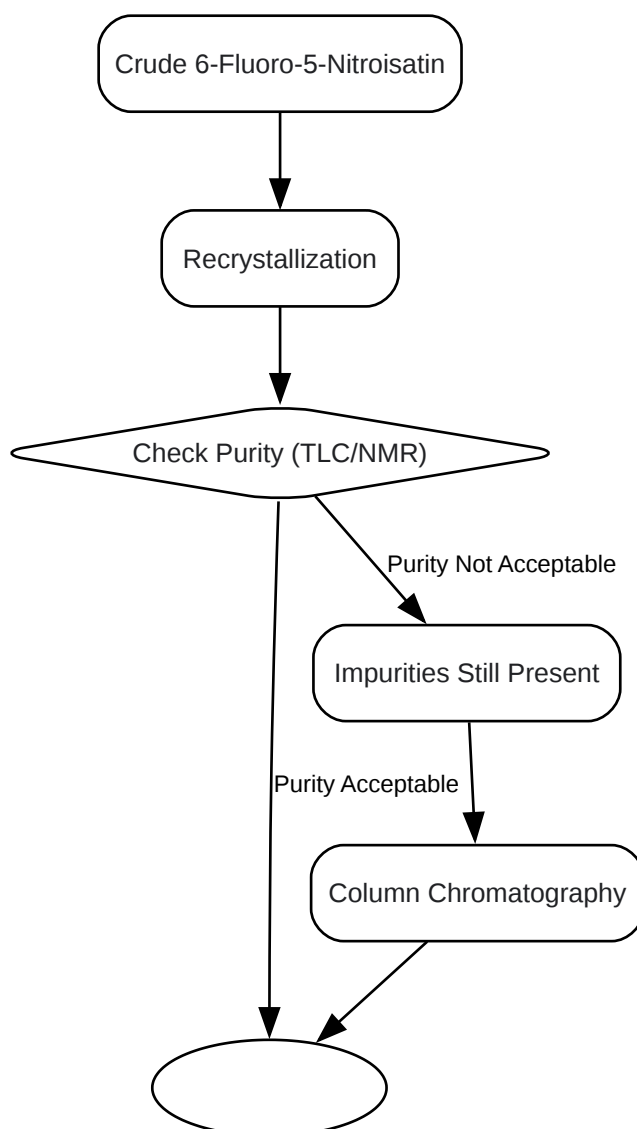 Crude 6-Fluoro-5-Nitroisatin
Recrystallization
Check Purity (TLC/NMR)
Purity Not Acceptable
Impurities Still Present
Purity Acceptable
Column Chromatography